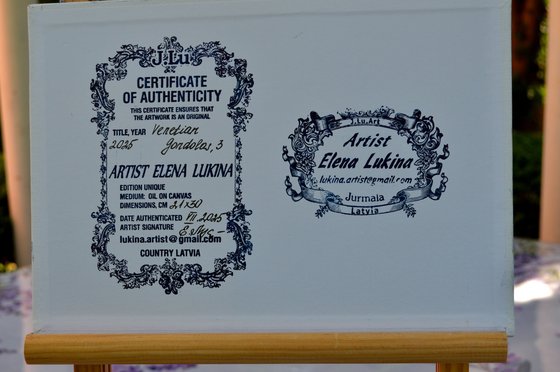 J.Lu
CERTIFICATE
OF AUTHENTICITY
THIS CERTIFICATE ENSURES THAT
THE ARTWORK IS AN ORIGINAL
TITLE, YEAR Venetian
2025 Gondolas, 3
ARTIST ELENA LUKINA
EDITION UNIQUE
MEDIUM: OIL ON CANVAS
DIMENSIONS, CM 21x30
DATE AUTHENTICATED VII 2025
ARTIST SIGNATURE
lukina.artist@gmail.com
COUNTRY LATVIA
J.Lu.Art
Artist
Elena Lukina
lukina.artist@gmail.com
Jurmala
Latvia